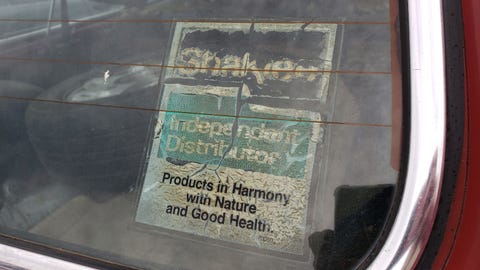 Shaklee
Independent
Distributor
Products in Harmony
with Nature
and Good Health.